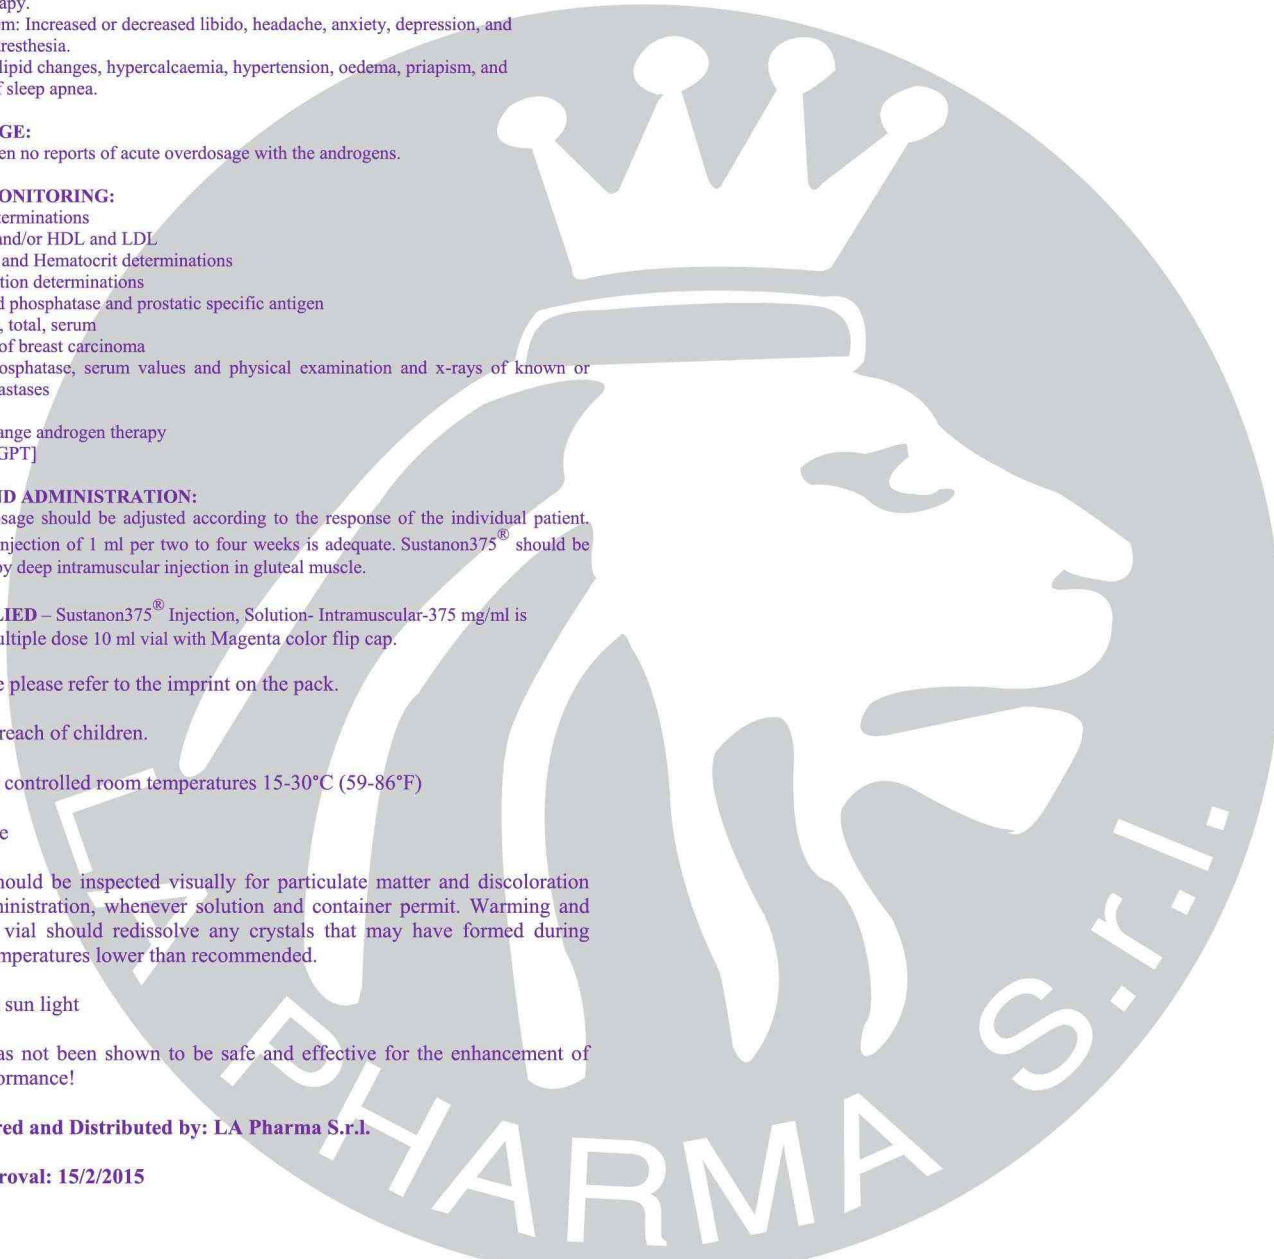 apy.
em: Increased or decreased libido, headache, anxiety, depression, and
aresthesia.
lipid changes, hypercalcaemia, hypertension, oedema, priapism, and
f sleep apnea.
GE:
en no reports of acute overdosage with the androgens.
ONITORING:
terminations
and/or HDL and LDL
and Hematocrit determinations
tion determinations
d phosphatase and prostatic specific antigen
, total, serum
of breast carcinoma
osphatase, serum values and physical examination and x-rays of known or
astases
ange androgen therapy
GPT]
ND ADMINISTRATION:
sage should be adjusted according to the response of the individual patient.
njection of 1 ml per two to four weeks is adequate. Sustanon375® should be
by deep intramuscular injection in gluteal muscle.
LIED – Sustanon375® Injection, Solution- Intramuscular-375 mg/ml is
ultiple dose 10 ml vial with Magenta color flip cap.
e please refer to the imprint on the pack.
reach of children.
controlled room temperatures 15-30°C (59-86°F)
e
hould be inspected visually for particulate matter and discoloration
ministration, whenever solution and container permit. Warming and
vial should redissolve any crystals that may have formed during
mperatures lower than recommended.
sun light
as not been shown to be safe and effective for the enhancement of
ormance!
red and Distributed by: LA Pharma S.r.l.
roval: 15/2/2015
LA PHARMA S.r.l.